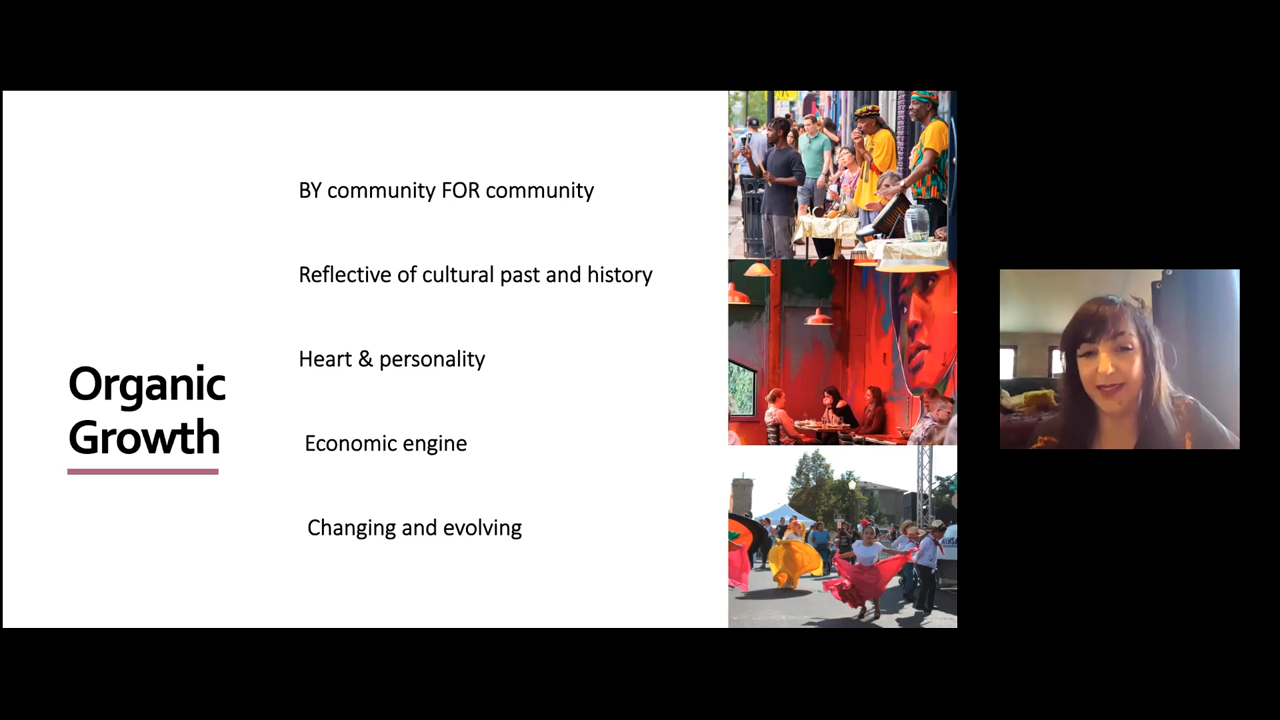 Organic
Growth
BY community FOR community
Reflective of cultural past and history
Heart & personality
Economic engine
Changing and evolving